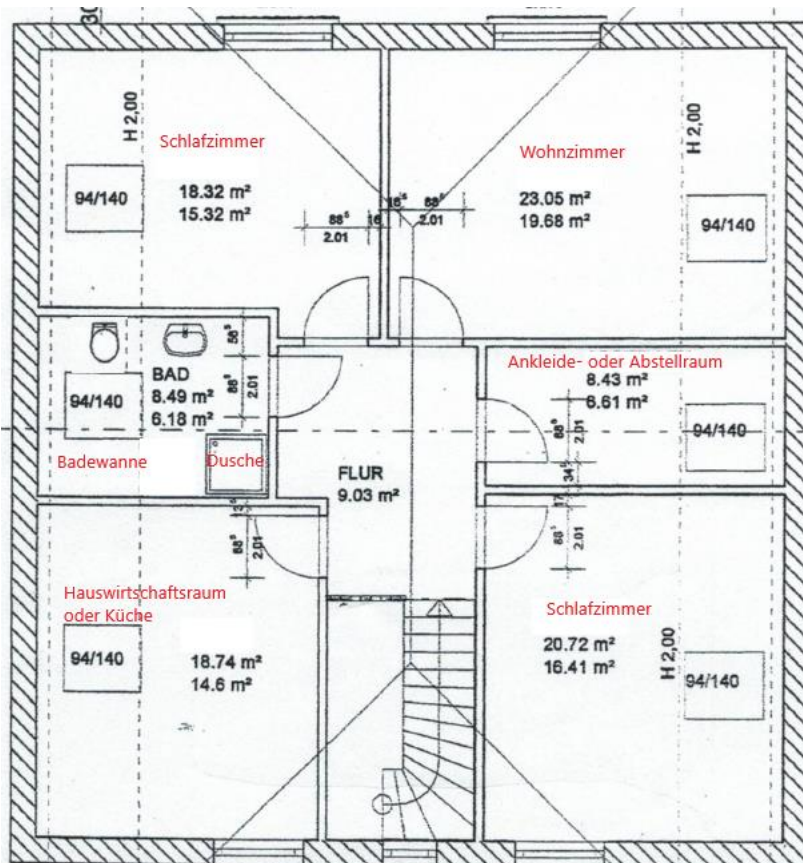 30
H 2,00
Schlafzimmer
18.32 m²
15.32 m²
94/140
88⁵
16
2.01
Wohnzimmer
23.05 m²
19.68 m²
H 2,00
94/140
16⁵
88⁵
2.01
BAD
8.49 m²
6.18 m²
94/140
Badewanne
Dusche
58⁵
88⁵
2.01
Ankleide- oder Abstellraum
8.43 m²
6.61 m²
94/140
88⁵
2.01
34⁵
FLUR
9.03 m²
Hauswirtschaftsraum
oder Küche
94/140
18.74 m²
14.6 m²
88⁵
2.01
Schlafzimmer
20.72 m²
16.41 m²
H 2,00
94/140
17
88⁵
2.01